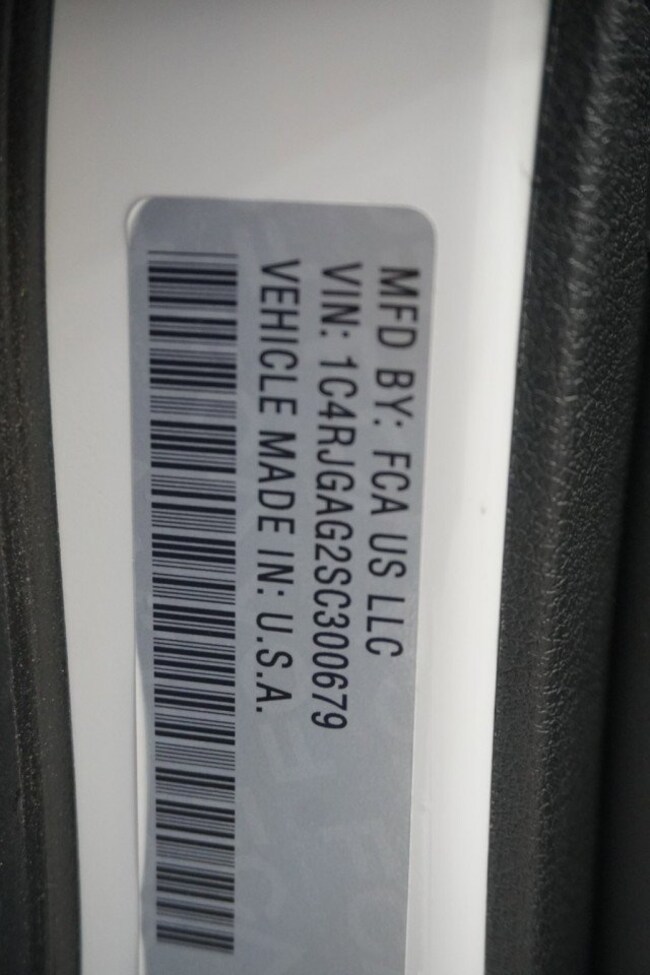 MFD BY: FCA US LLC
VIN: 1C4RJGAG2SC300679
VEHICLE MADE IN: U.S.A.